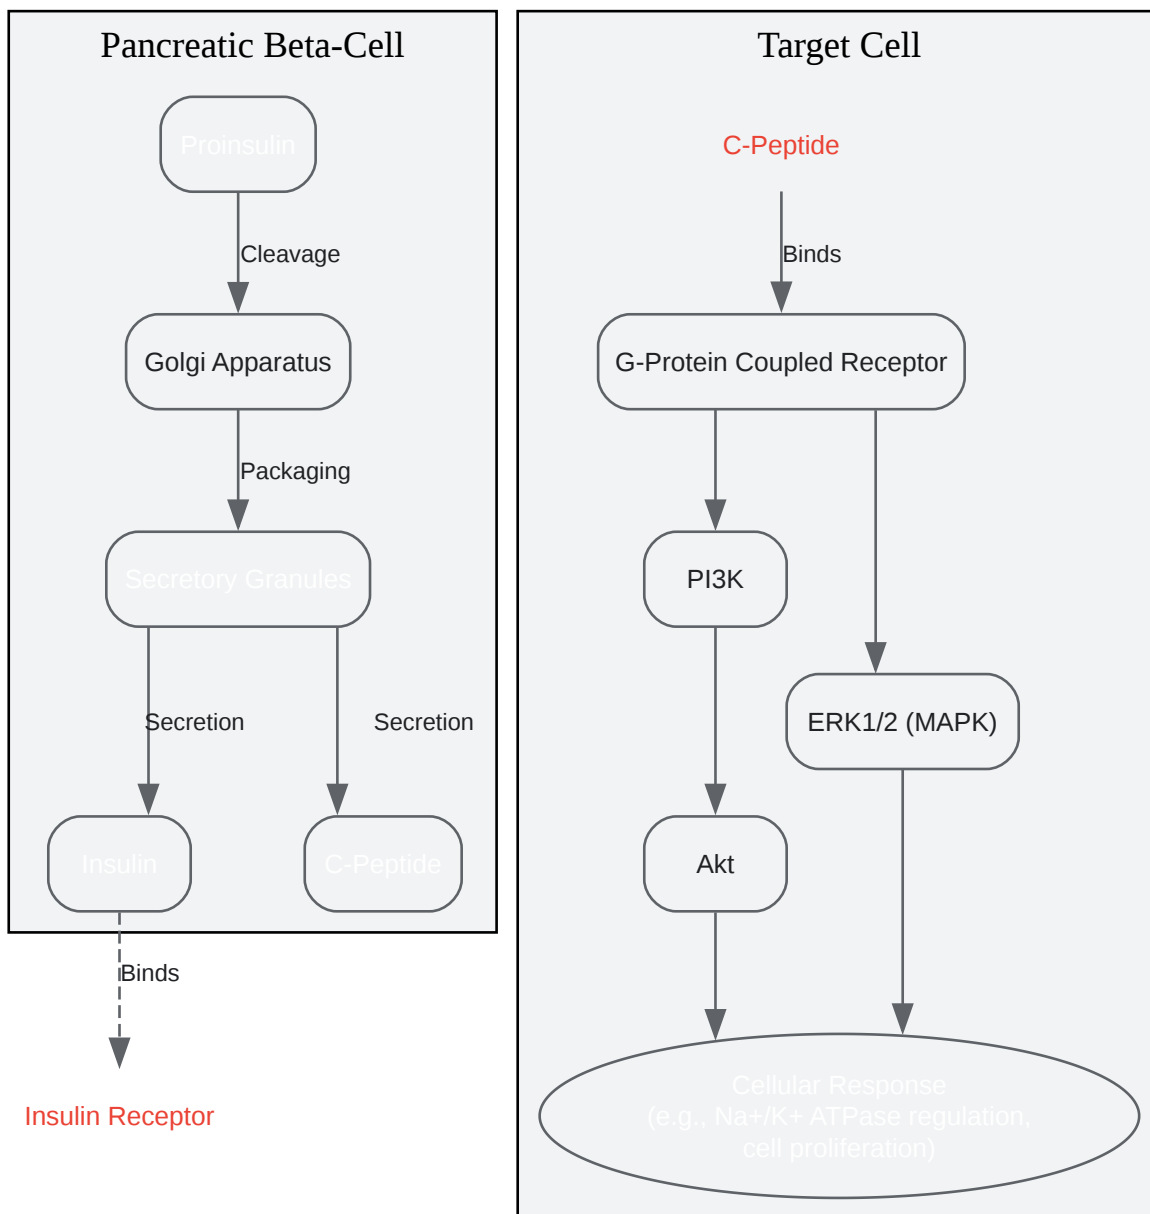 Pancreatic Beta-Cell
Proinsulin
Cleavage
Golgi Apparatus
Packaging
Secretory Granules
Secretion
Secretion
Insulin
C-Peptide
Binds
Insulin Receptor
Target Cell
C-Peptide
Binds
G-Protein Coupled Receptor
PI3K
ERK1/2 (MAPK)
Akt
Cellular Response
(e.g., Na+/K+ ATPase regulation,
cell proliferation)